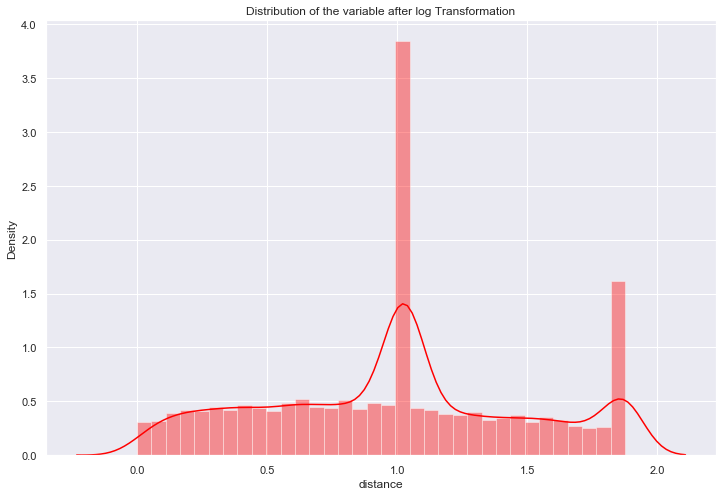 Distribution of the variable after log Transformation
4.0
3.5
3.0
2.5
2.0
1.5
1.0
0.5
0.0
Density
0.0 0.5 1.0 1.5 2.0
distance